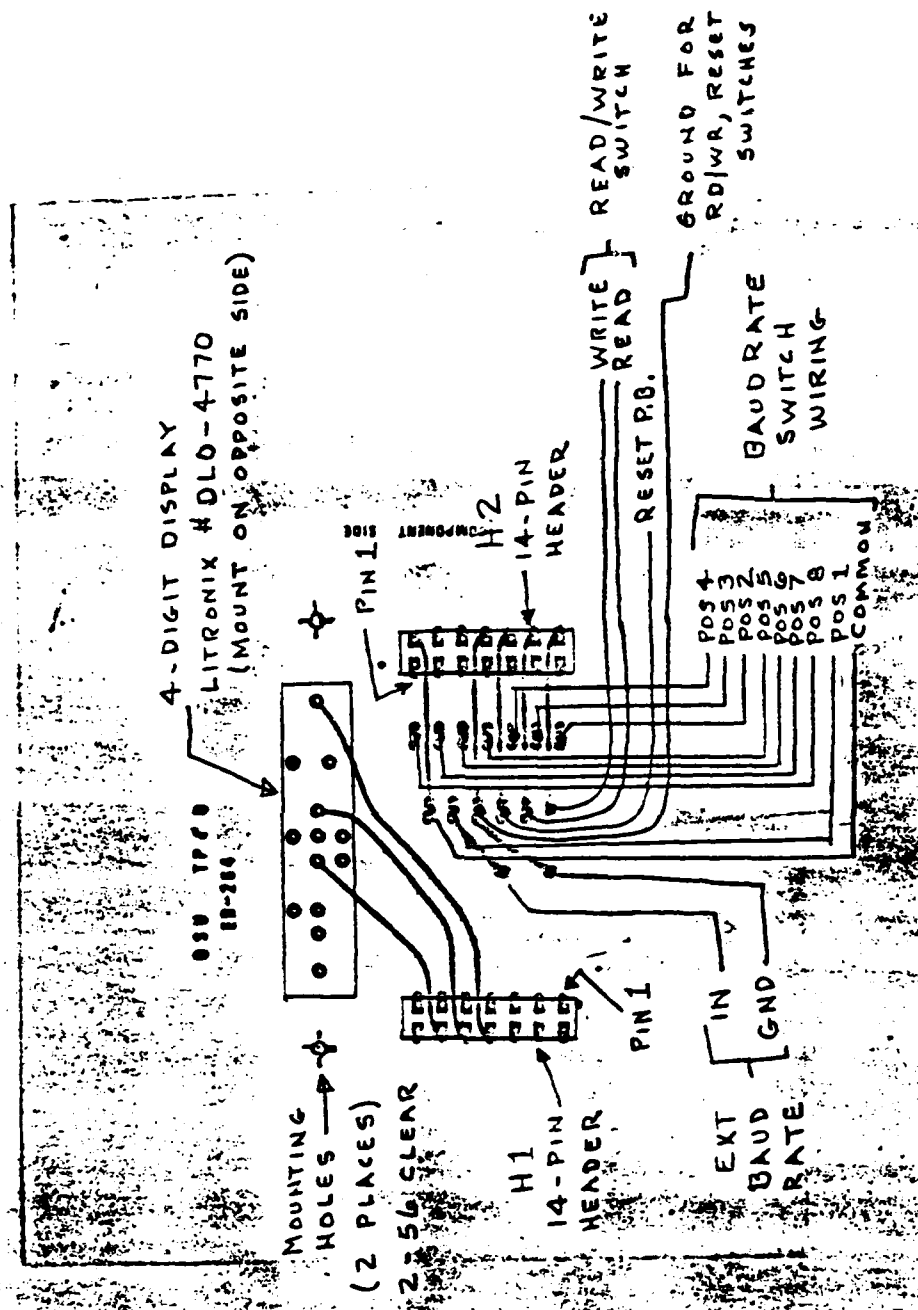 4-DIGIT DISPLAY
LITRONIX #DLO-4770
(MOUNT ON OPPOSITE SIDE)
MOUNTING
HOLES
(2 PLACES)
2-56 CLEAR
PIN 1
COMPONENT
SIDE
H1
14-PIN
HEADER
PIN 1
H2
14-PIN
HEADER
WRITE
READ
READ/WRITE
SWITCH
RESET P.B.
GROUND FOR
RD/WR, RESET
SWITCHES
EXT
BAUD
RATE
IN
GND
POS 4
POS 3
POS 2
POS 5
POS 6
POS 7
POS 8
POS 1
COMMON
BAUD RATE
SWITCH
WIRING